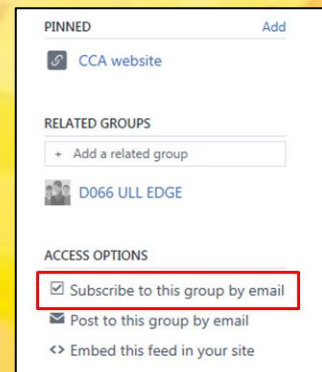 PINNED Add
CCA website
RELATED GROUPS
+ Add a related group
D066 ULL EDGE
ACCESS OPTIONS
Subscribe to this group by email
Post to this group by email
<> Embed this feed in your site